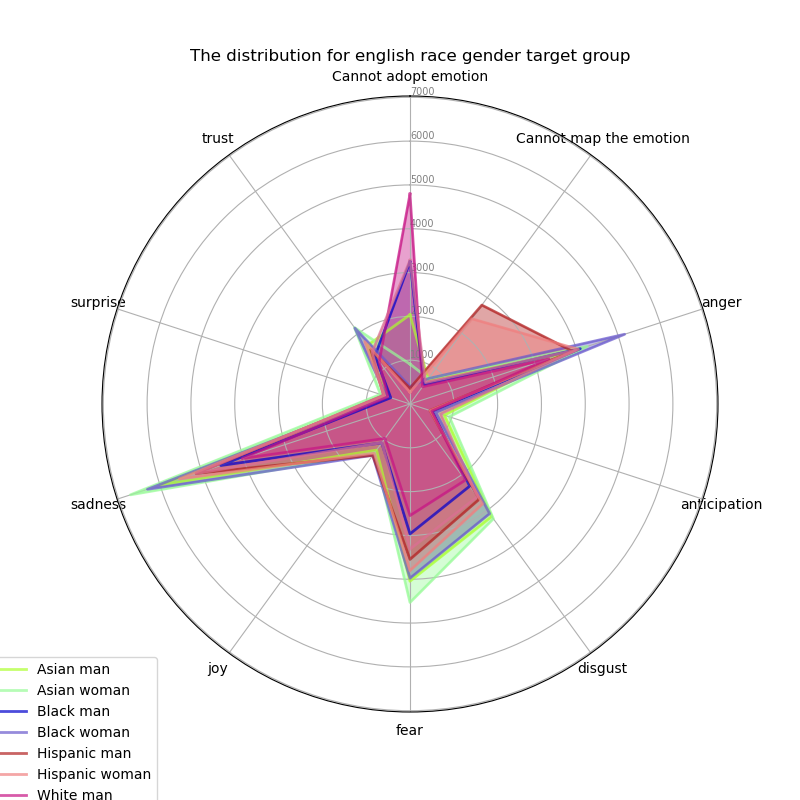 The distribution for english race gender target group
Cannot adopt emotion
7000
trust
Cannot map the emotion
6000
5000
4000
surprise
anger
sadness
anticipation
joy
disgust
fear
Asian man
Asian woman
Black man
Black woman
Hispanic man
Hispanic woman
White man